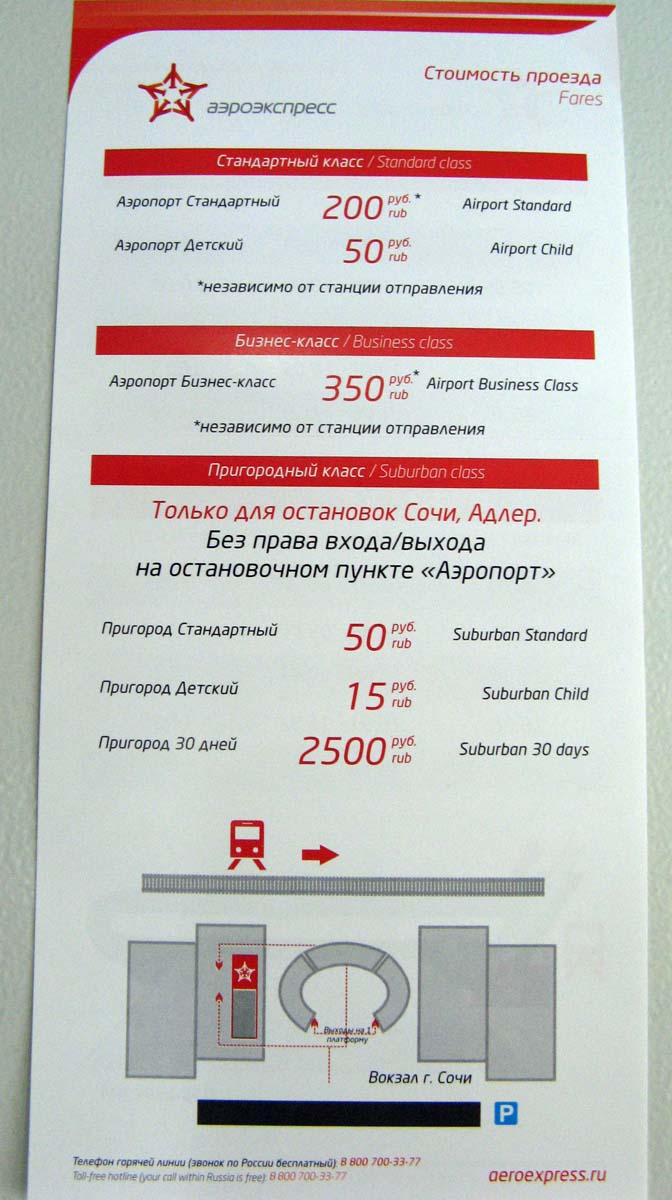 Стоимость проезда
Fares
аэроэкспресс
Стандартный класс / Standard class
Аэропорт Стандартный 200 руб.* rub Airport Standard
Аэропорт Детский 50 руб. rub Airport Child
*независимо от станции отправления
Бизнес-класс / Business class
Аэропорт Бизнес-класс 350 руб.* rub Airport Business Class
*независимо от станции отправления
Пригородный класс / Suburban class
Только для остановок Сочи, Адлер.
Без права входа/выхода
на остановочном пункте «Аэропорт»
Пригород Стандартный 50 руб. rub Suburban Standard
Пригород Детский 15 руб. rub Suburban Child
Пригород 30 дней 2500 руб. rub Suburban 30 days
Выходы на 1
платформу
Вокзал г. Сочи
P
Телефон горячей линии (звонок по России бесплатный): 8 800 700-33-77
Toll-free hotline (your call within Russia is free): 8 800 700-33-77
aeroexpress.ru